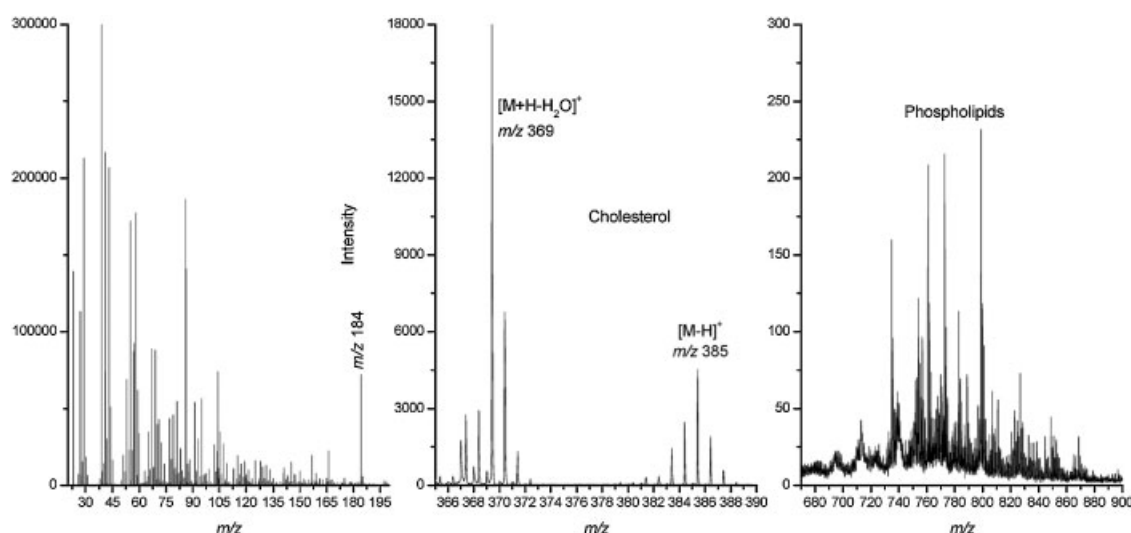 300000
200000
100000
0
30 45 60 75 90 105 120 135 150 165 180 195
m/z
m/z 184
Intensity
18000
15000
12000
9000
6000
3000
0
[M+H-H₂O]⁺
m/z 369
Cholesterol
[M-H]⁺
m/z 385
366 368 370 372 374 376 378 380 382 384 386 388 390
m/z
300
250
200
150
100
50
0
Phospholipids
680 700 720 740 760 780 800 820 840 860 880 900
m/z